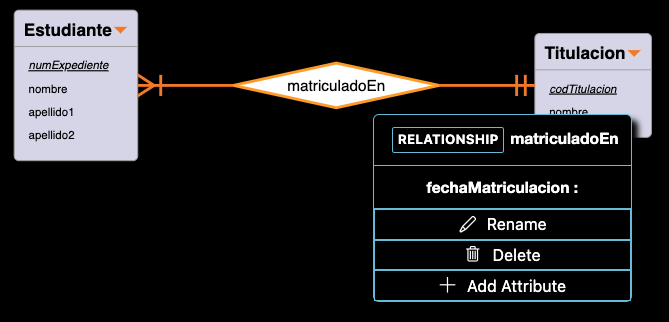 Estudiante
numExpediente
nombre
apellido1
apellido2
matriculadoEn
Titulacion
codTitulacion
nombre
RELATIONSHIP matriculadoEn
fechaMatriculacion :
Rename
Delete
Add Attribute